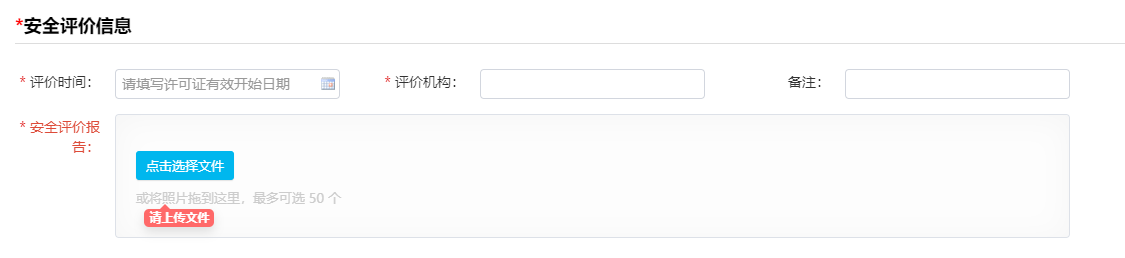 *安全评价信息
* 评价时间： 请填写许可证有效开始日期 * 评价机构： 备注：
* 安全评价报
告：
点击选择文件
或将照片拖到这里，最多可选 50 个
请上传文件